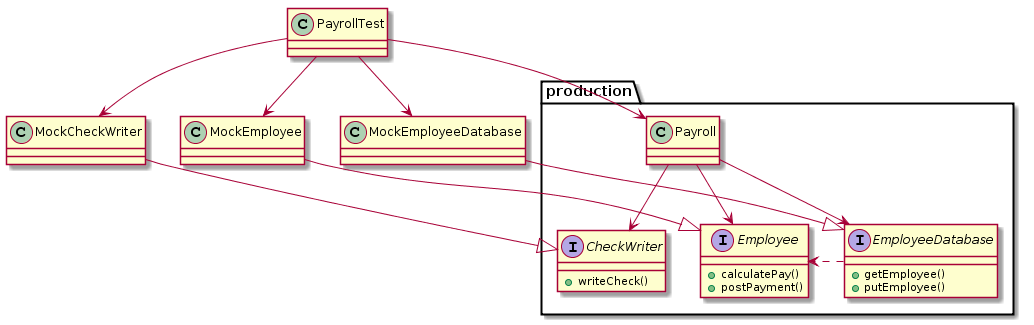 C PayrollTest
production
C MockCheckWriter
C MockEmployee
C MockEmployeeDatabase
C Payroll
I CheckWriter
writeCheck()
I Employee
calculatePay()
postPayment()
I EmployeeDatabase
getEmployee()
putEmployee()